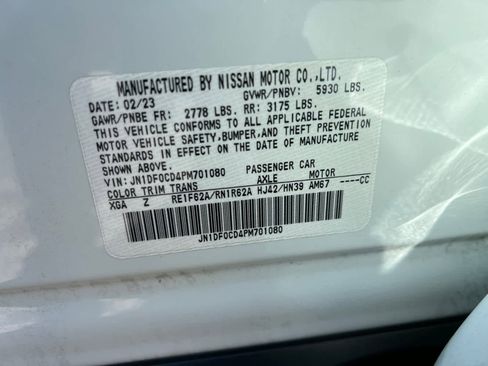 MANUFACTURED BY NISSAN MOTOR CO.,LTD.
DATE: 02/23 GVWR/PNBV: 5930 LBS.
GAWR/PNBE FR: 2778 LBS. RR: 3175 LBS.
THIS VEHICLE CONFORMS TO ALL APPLICABLE FEDERAL
MOTOR VEHICLE SAFETY,BUMPER,AND THEFT PREVENTION
STANDARDS IN EFFECT ON THE DATE OF MANUFACTURE
SHOWN ABOVE.
VIN: JN1DF0CD4PM701080 PASSENGER CAR
COLOR TRIM TRANS AXLE MOTOR
XGA Z RE1F62A/RN1R62A HJ42/HN39 AM67 ----CC
JN1DF0CD4PM701080